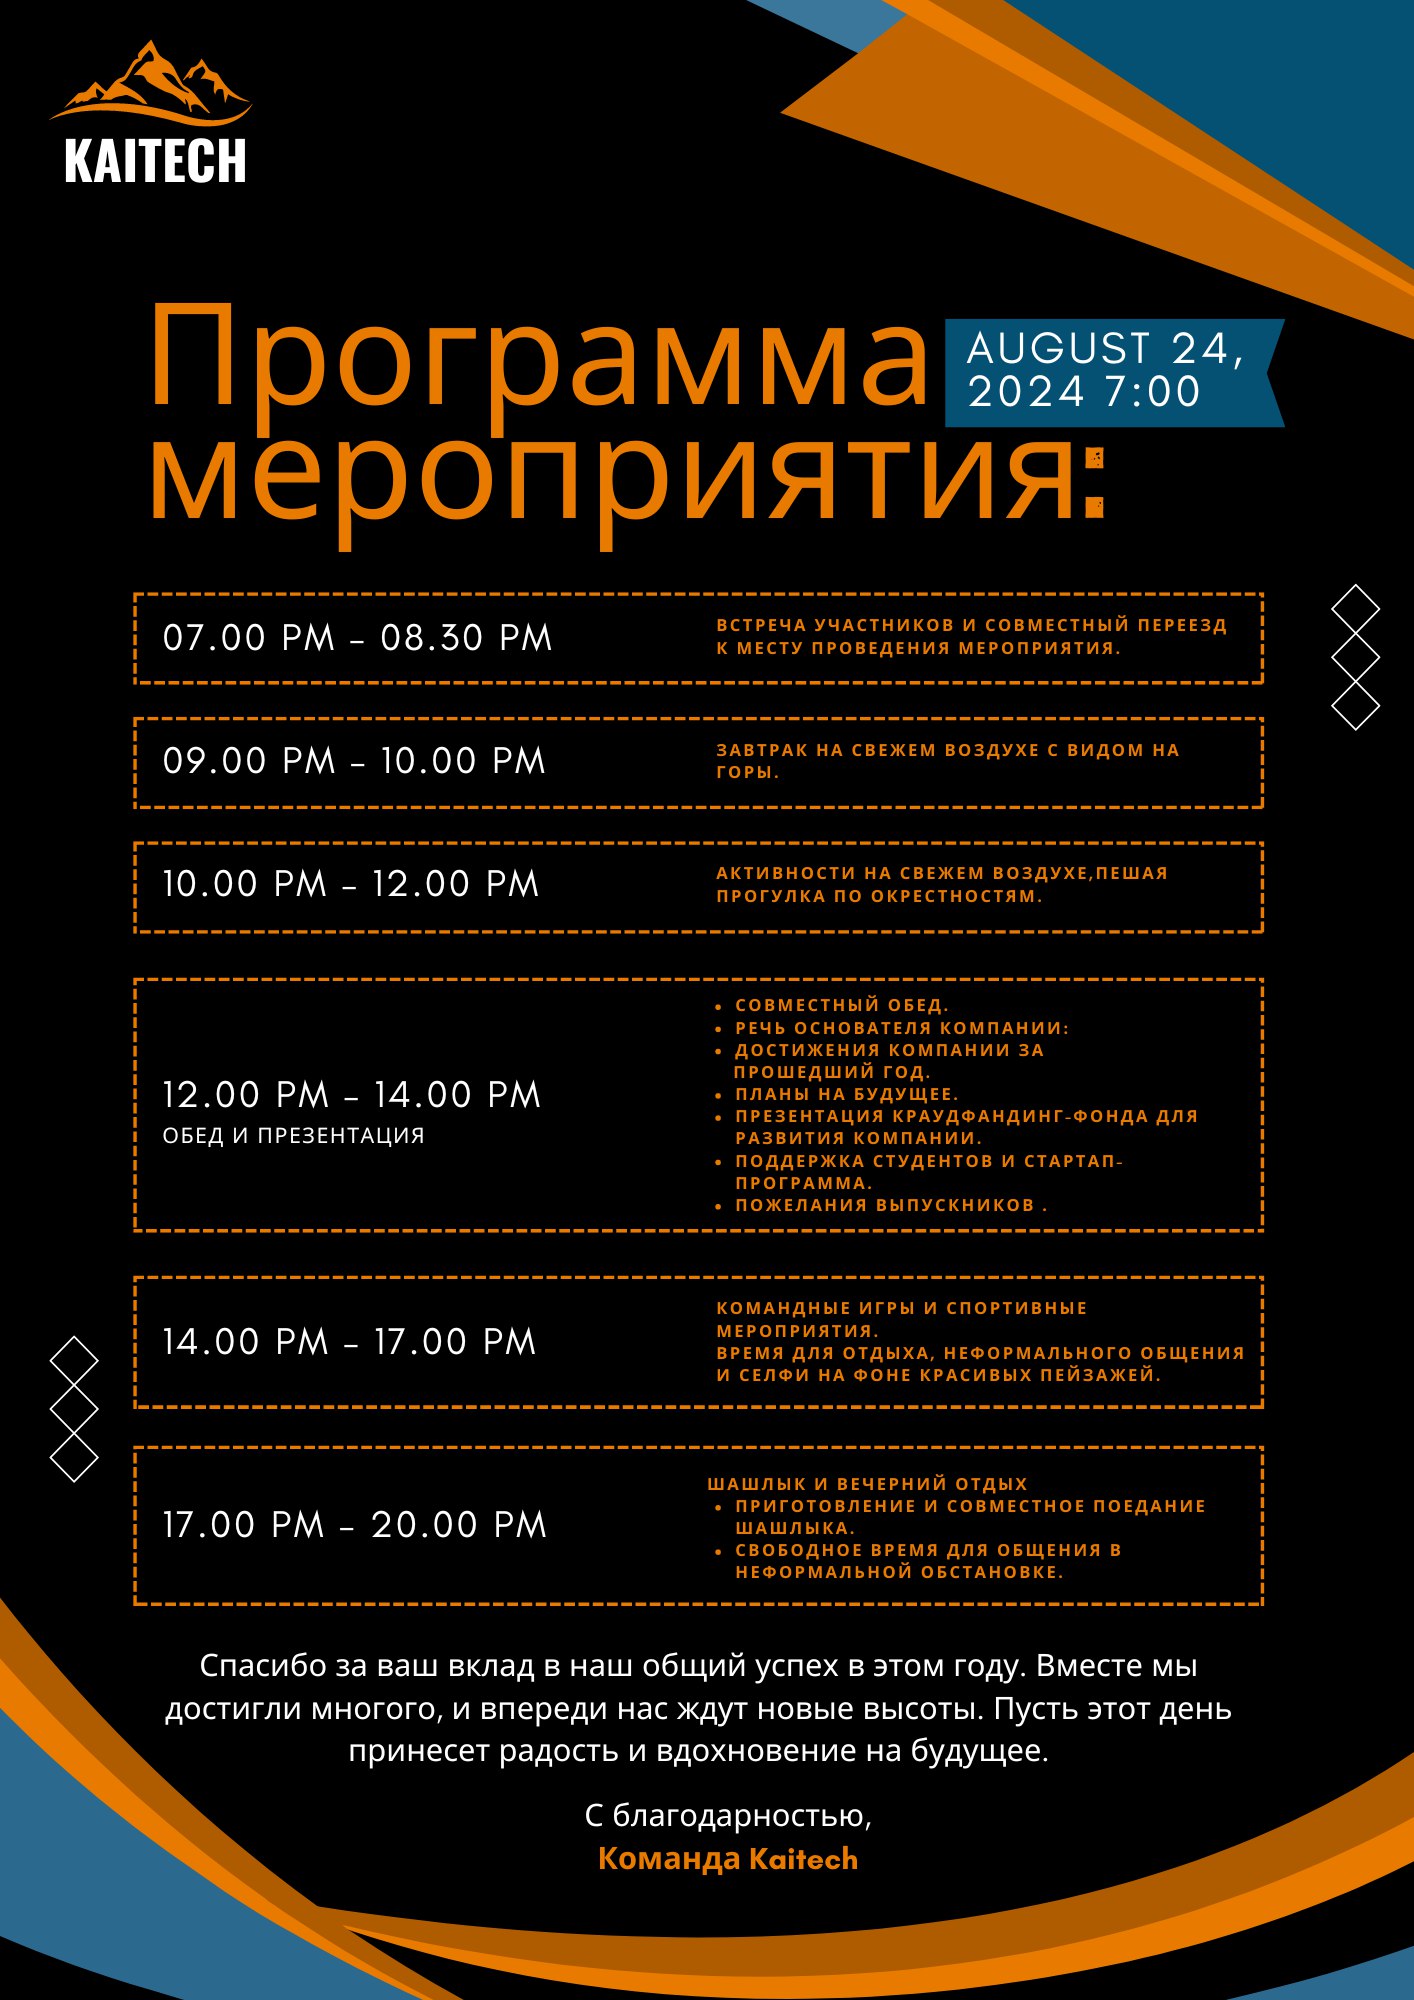 KAITECH
Программа
AUGUST 24,
2024 7:00
мероприятия:
07.00 PM – 08.30 PM
ВСТРЕЧА УЧАСТНИКОВ И СОВМЕСТНЫЙ ПЕРЕЕЗД
К МЕСТУ ПРОВЕДЕНИЯ МЕРОПРИЯТИЯ.
09.00 PM – 10.00 PM
ЗАВТРАК НА СВЕЖЕМ ВОЗДУХЕ С ВИДОМ НА
ГОРЫ.
10.00 PM – 12.00 PM
АКТИВНОСТИ НА СВЕЖЕМ ВОЗДУХЕ,ПЕШАЯ
ПРОГУЛКА ПО ОКРЕСТНОСТЯМ.
12.00 PM – 14.00 PM
ОБЕД И ПРЕЗЕНТАЦИЯ
• СОВМЕСТНЫЙ ОБЕД.
• РЕЧЬ ОСНОВАТЕЛЯ КОМПАНИИ:
• ДОСТИЖЕНИЯ КОМПАНИИ ЗА
ПРОШЕДШИЙ ГОД.
• ПЛАНЫ НА БУДУЩЕЕ.
• ПРЕЗЕНТАЦИЯ КРАУДФАНДИНГ-ФОНДА ДЛЯ
РАЗВИТИЯ КОМПАНИИ.
• ПОДДЕРЖКА СТУДЕНТОВ И СТАРТАП-
ПРОГРАММА.
• ПОЖЕЛАНИЯ ВЫПУСКНИКОВ .
14.00 PM – 17.00 PM
КОМАНДНЫЕ ИГРЫ И СПОРТИВНЫЕ
МЕРОПРИЯТИЯ.
ВРЕМЯ ДЛЯ ОТДЫХА, НЕФОРМАЛЬНОГО ОБЩЕНИЯ
И СЕЛФИ НА ФОНЕ КРАСИВЫХ ПЕЙЗАЖЕЙ.
17.00 PM – 20.00 PM
ШАШЛЫК И ВЕЧЕРНИЙ ОТДЫХ
• ПРИГОТОВЛЕНИЕ И СОВМЕСТНОЕ ПОЕДАНИЕ
ШАШЛЫКА.
• СВОБОДНОЕ ВРЕМЯ ДЛЯ ОБЩЕНИЯ В
НЕФОРМАЛЬНОЙ ОБСТАНОВКЕ.
Спасибо за ваш вклад в наш общий успех в этом году. Вместе мы
достигли многого, и впереди нас ждут новые высоты. Пусть этот день
принесет радость и вдохновение на будущее.
С благодарностью,
Команда Kaitech